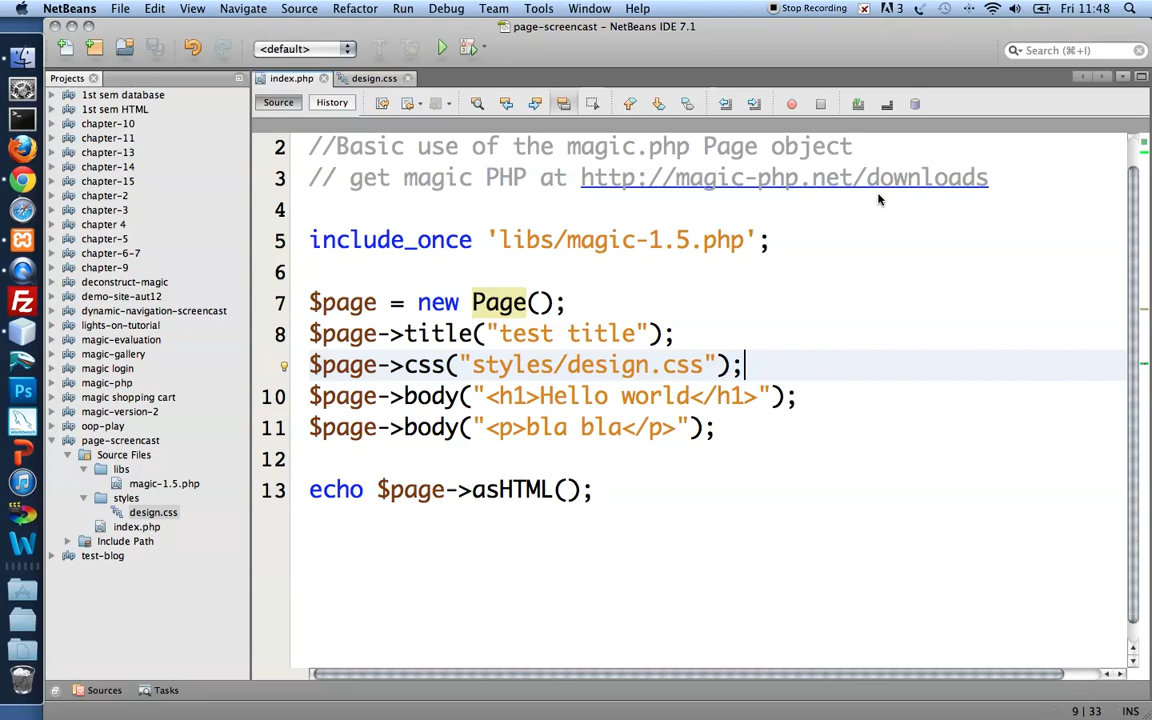 NetBeans File Edit View Navigate Source Refactor Run Debug Team Tools Window Help Stop Recording 3 Fri 11:48
page-screencast – NetBeans IDE 7.1
<default> Search (⌘+I)
Projects index.php design.css
Source History
1st sem database
1st sem HTML
chapter-10
chapter-11
chapter-13
chapter-14
chapter-15
chapter-2
chapter-3
chapter 4
chapter-5
chapter-6-7
chapter-9
deconstruct-magic
demo-site-aut12
dynamic-navigation-screencast
lights-on-tutorial
magic-evaluation
magic-gallery
magic login
magic-php
magic shopping cart
magic-version-2
oop-play
page-screencast
Source Files
libs
magic-1.5.php
styles
design.css
index.php
Include Path
test-blog
2 //Basic use of the magic.php Page object
3 // get magic PHP at http://magic-php.net/downloads
4
5 include_once 'libs/magic-1.5.php';
6
7 $page = new Page();
8 $page->title("test title");
$page->css("styles/design.css");
10 $page->body("<h1>Hello world</h1>");
11 $page->body("<p>bla bla</p>");
12
13 echo $page->asHTML();
Sources Tasks
9 | 33 INS
Fz
Ps
W